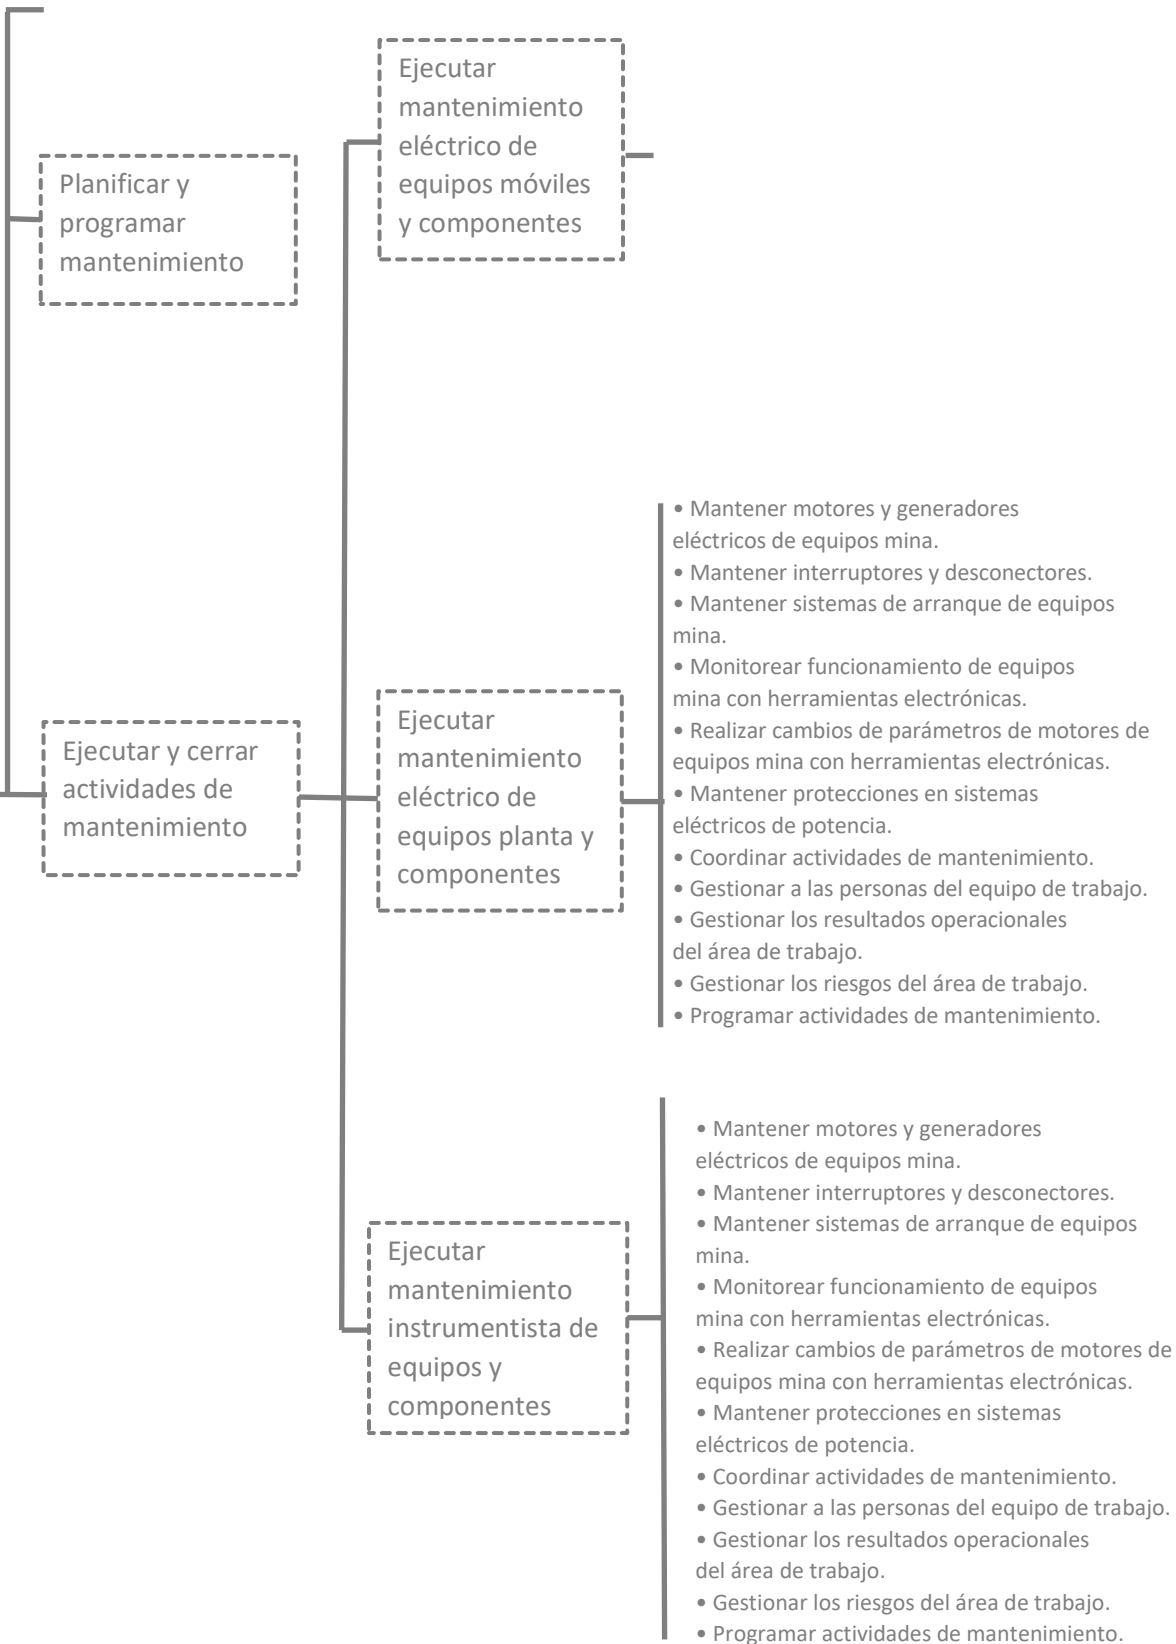 Planificar y
programar
mantenimiento
Ejecutar y cerrar
actividades de
mantenimiento
Ejecutar
mantenimiento
eléctrico de
equipos móviles
y componentes
Ejecutar
mantenimiento
eléctrico de
equipos planta y
componentes
• Mantener motores y generadores
eléctricos de equipos mina.
• Mantener interruptores y desconectores.
• Mantener sistemas de arranque de equipos
mina.
• Monitorear funcionamiento de equipos
mina con herramientas electrónicas.
• Realizar cambios de parámetros de motores de
equipos mina con herramientas electrónicas.
• Mantener protecciones en sistemas
eléctricos de potencia.
• Coordinar actividades de mantenimiento.
• Gestionar a las personas del equipo de trabajo.
• Gestionar los resultados operacionales
del área de trabajo.
• Gestionar los riesgos del área de trabajo.
• Programar actividades de mantenimiento.
Ejecutar
mantenimiento
instrumentista de
equipos y
componentes
• Mantener motores y generadores
eléctricos de equipos mina.
• Mantener interruptores y desconectores.
• Mantener sistemas de arranque de equipos
mina.
• Monitorear funcionamiento de equipos
mina con herramientas electrónicas.
• Realizar cambios de parámetros de motores de
equipos mina con herramientas electrónicas.
• Mantener protecciones en sistemas
eléctricos de potencia.
• Coordinar actividades de mantenimiento.
• Gestionar a las personas del equipo de trabajo.
• Gestionar los resultados operacionales
del área de trabajo.
• Gestionar los riesgos del área de trabajo.
• Programar actividades de mantenimiento.